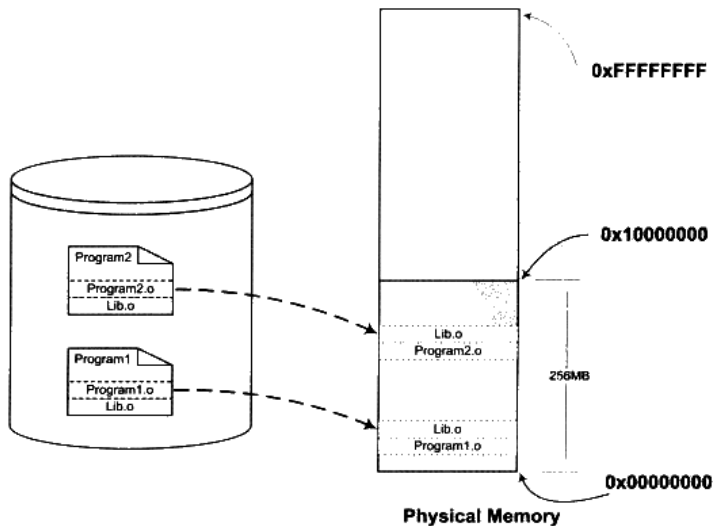 0xFFFFFFFF
0x10000000
Program2
Program2.o
Lib.o
Program1
Program1.o
Lib.o
Lib.o
Program2.o
256MB
Lib.o
Program1.o
0x00000000
Physical Memory